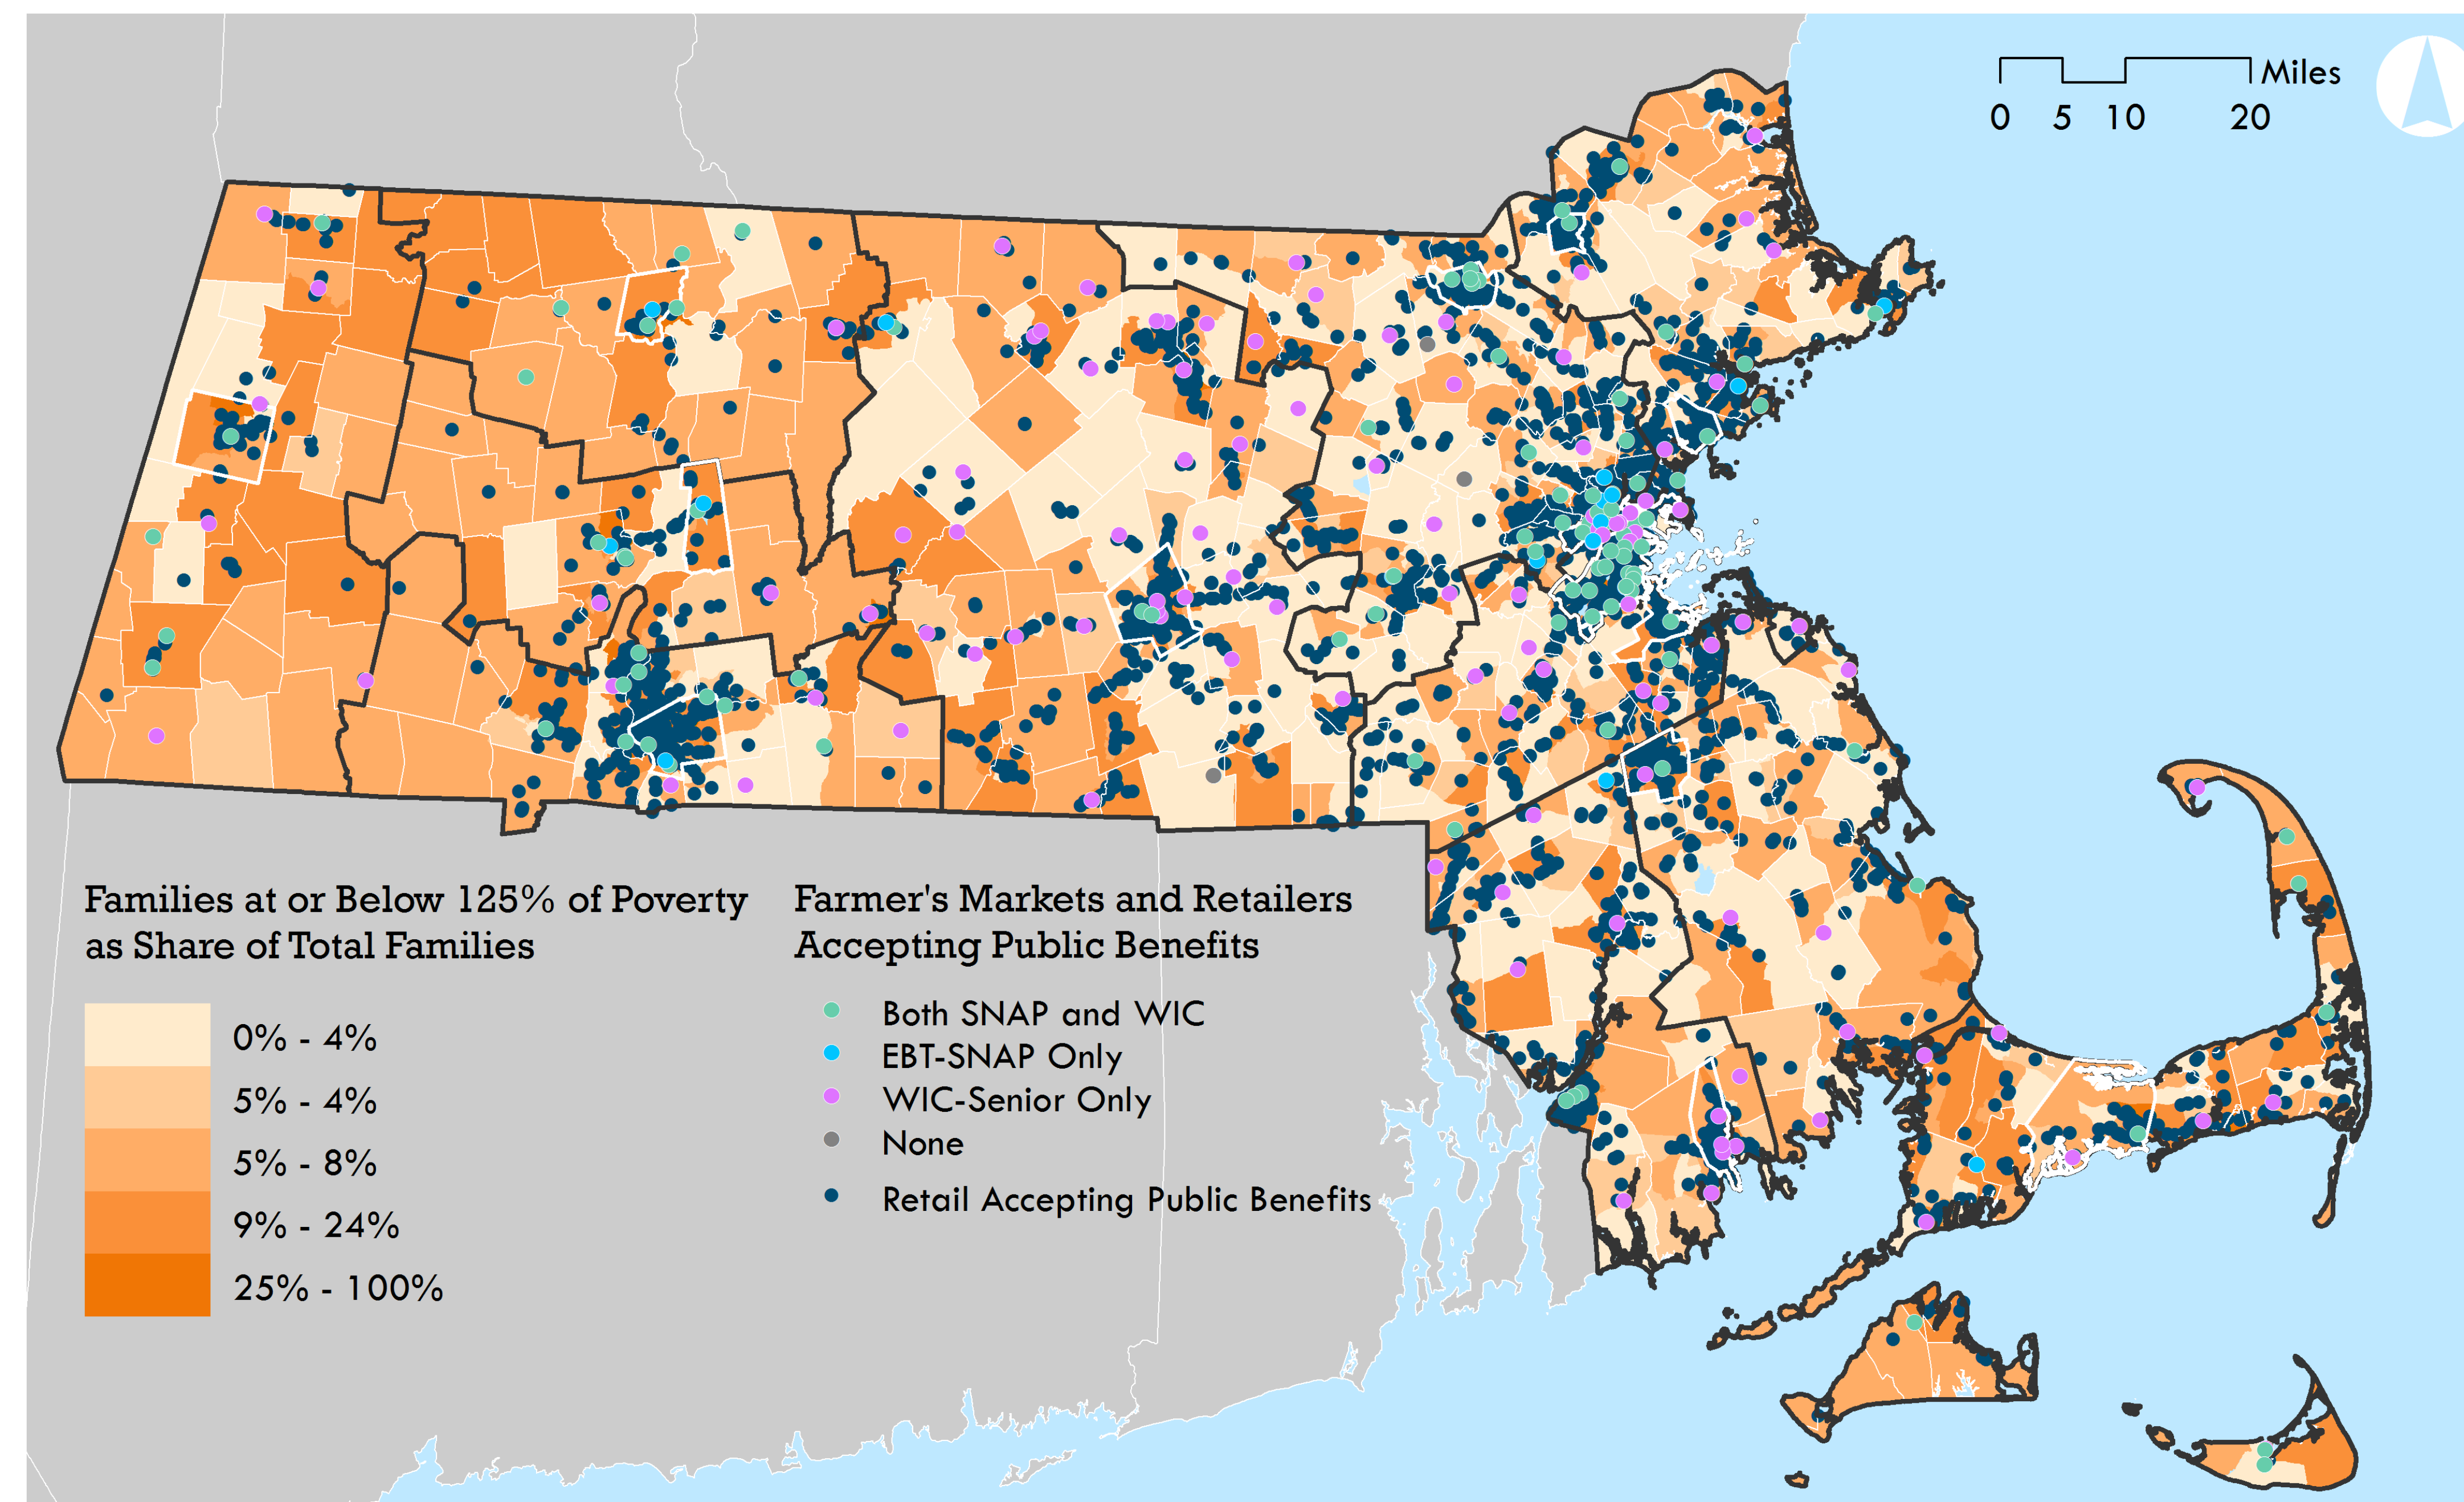 Miles
0 5 10 20
Families at or Below 125% of Poverty
as Share of Total Families
0% - 4%
5% - 4%
5% - 8%
9% - 24%
25% - 100%
Farmer's Markets and Retailers
Accepting Public Benefits
Both SNAP and WIC
EBT-SNAP Only
WIC-Senior Only
None
Retail Accepting Public Benefits